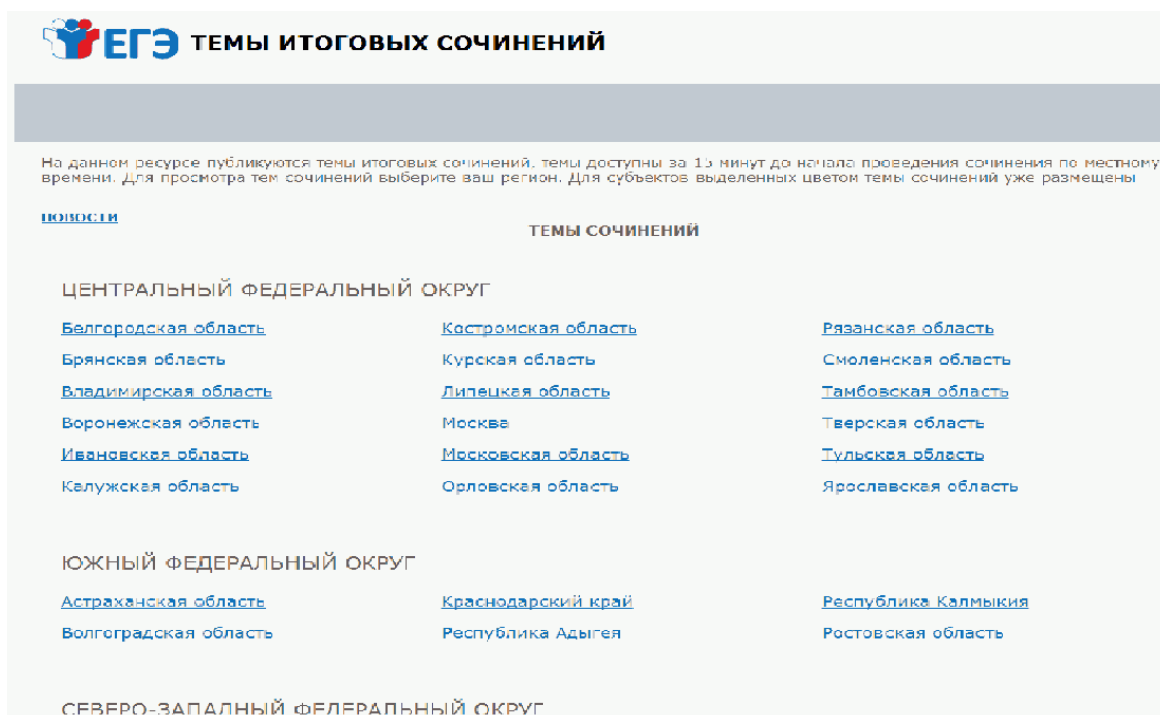 ЕГЭ ТЕМЫ ИТОГОВЫХ СОЧИНЕНИЙ
На данном ресурсе публикуются темы итоговых сочинений, темы доступны за 15 минут до начала проведения сочинения по местному
времени. Для просмотра тем сочинений выберите ваш регион. Для субъектов выделенных цветом темы сочинений уже размещены
НОВОСТИ
ТЕМЫ СОЧИНЕНИЙ
ЦЕНТРАЛЬНЫЙ ФЕДЕРАЛЬНЫЙ ОКРУГ
Белгородская область Костромская область Рязанская область
Брянская область Курская область Смоленская область
Владимирская область Липецкая область Тамбовская область
Воронежская область Москва Тверская область
Ивановская область Московская область Тульская область
Калужская область Орловская область Ярославская область
ЮЖНЫЙ ФЕДЕРАЛЬНЫЙ ОКРУГ
Астраханская область Краснодарский край Республика Калмыкия
Волгоградская область Республика Адыгея Ростовская область
СЕВЕРО-ЗАПАДНЫЙ ФЕДЕРАЛЬНЫЙ ОКРУГ